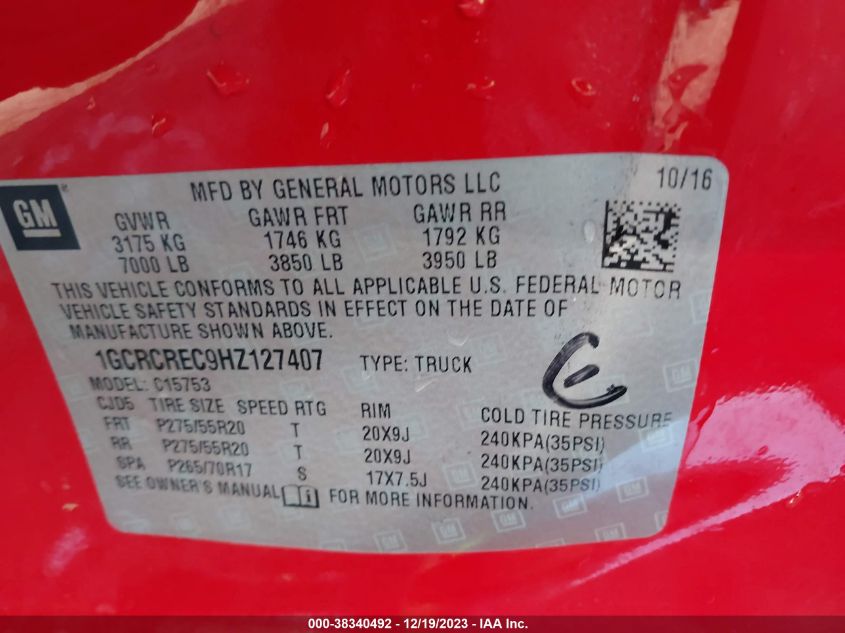 GM
MFD BY GENERAL MOTORS LLC
10/16
GVWR GAWR FRT GAWR RR
3175 KG 1746 KG 1792 KG
7000 LB 3850 LB 3950 LB
THIS VEHICLE CONFORMS TO ALL APPLICABLE U.S. FEDERAL MOTOR
VEHICLE SAFETY STANDARDS IN EFFECT ON THE DATE OF
MANUFACTURE SHOWN ABOVE.
1GCRCREC9HZ127407 TYPE: TRUCK
MODEL: C15753
CJD5 TIRE SIZE SPEED RTG RIM COLD TIRE PRESSURE
FRT P275/55R20 T 20X9J 240KPA(35PSI)
RR P275/55R20 T 20X9J 240KPA(35PSI)
SPA P265/70R17 S 17X7.5J 240KPA(35PSI)
SEE OWNER'S MANUAL FOR MORE INFORMATION.
000-38340492 - 12/19/2023 - IAA Inc.